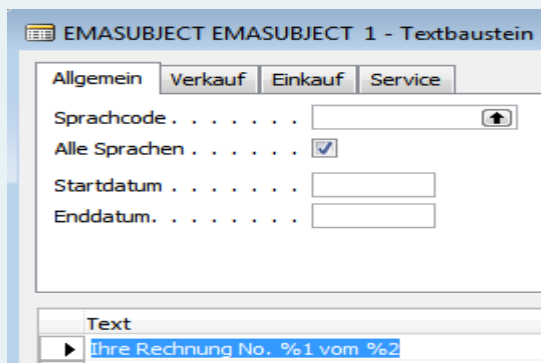 EMASUBJECT EMASUBJECT 1 - Textbaustein
Allgemein Verkauf Einkauf Service
Sprachcode . . . . . . .
Alle Sprachen . . . . . .
Startdatum . . . . . . .
Enddatum. . . . . . . .
Text
Ihre Rechnung No. %1 vom %2